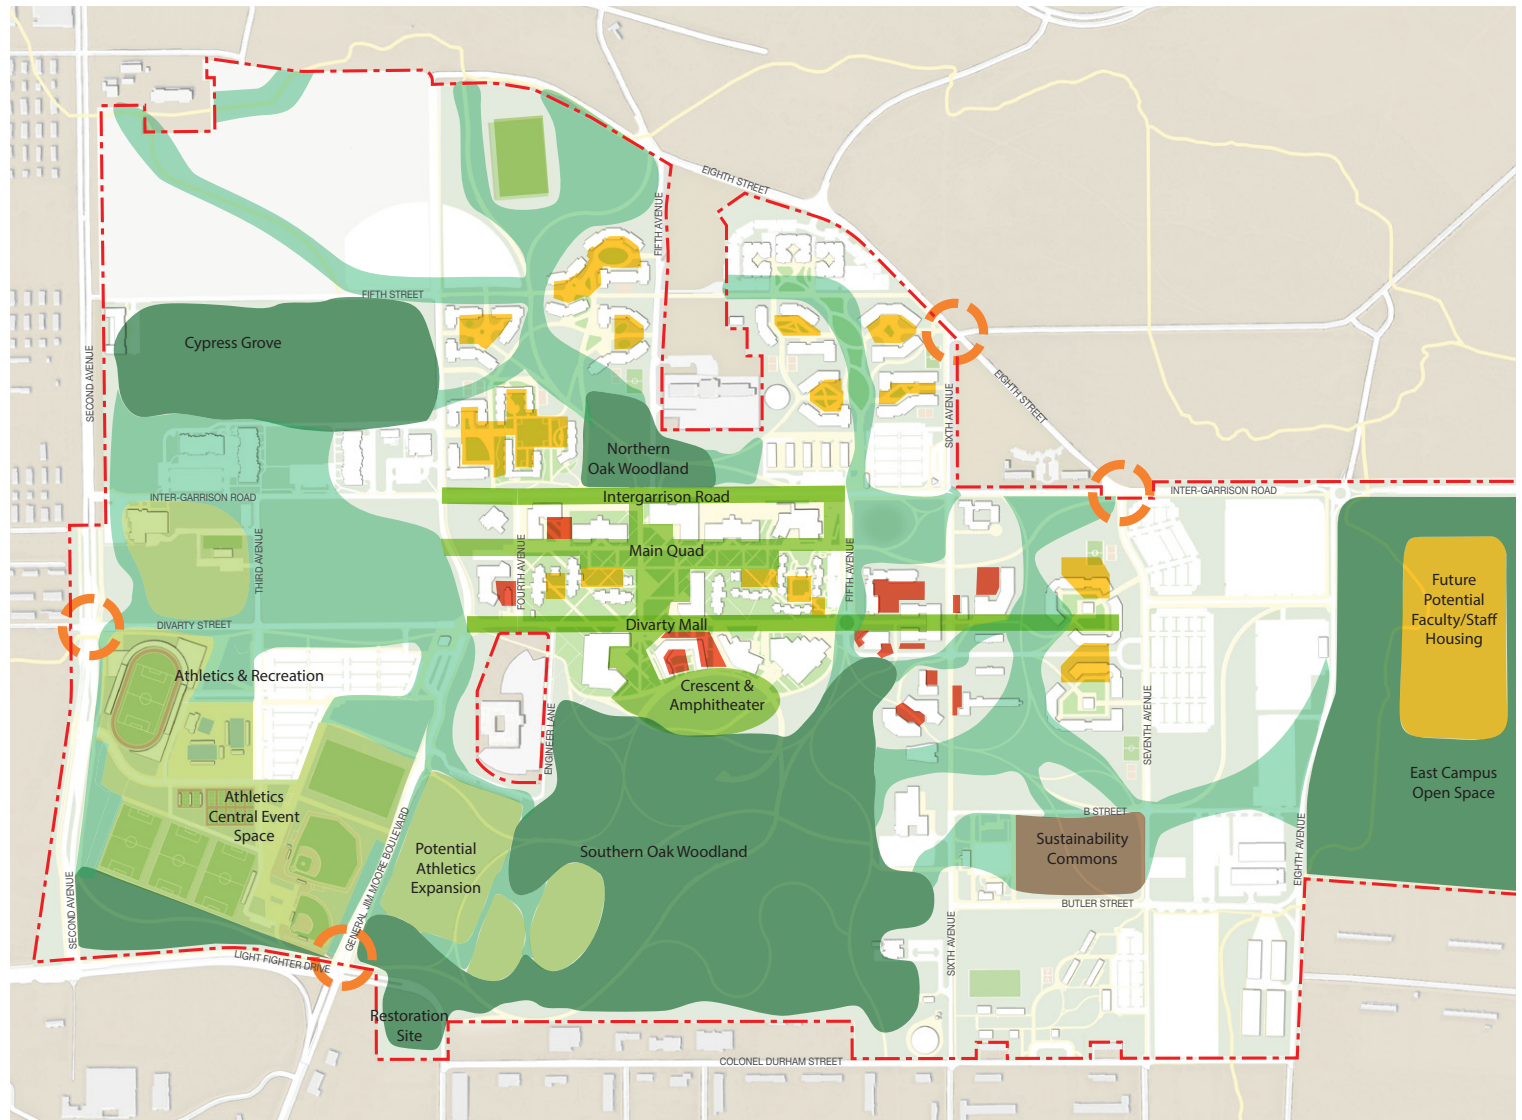 EIGHTH STREET
FIFTH AVENUE
FIFTH STREET
Cypress Grove
SECOND AVENUE
EIGHTH STREET
SIXTH AVENUE
Northern
Oak Woodland
INTER-GARRISON ROAD
Intergarrison Road
INTER-GARRISON ROAD
THIRD AVENUE
FOURTH AVENUE
Main Quad
FIFTH AVENUE
Future
Potential
Faculty/Staff
Housing
DIVARTY STREET
Divarty Mall
Athletics & Recreation
Crescent &
Amphitheater
ENGINEER LANE
SEVENTH AVENUE
East Campus
Open Space
Athletics
Central Event
Space
GENERAL JIM MOORE BOULEVARD
Potential
Athletics
Expansion
Southern Oak Woodland
B STREET
Sustainability
Commons
EIGHTH AVENUE
BUTLER STREET
SECOND AVENUE
SIXTH AVENUE
LIGHT FIGHTER DRIVE
Restoration
Site
COLONEL DURHAM STREET